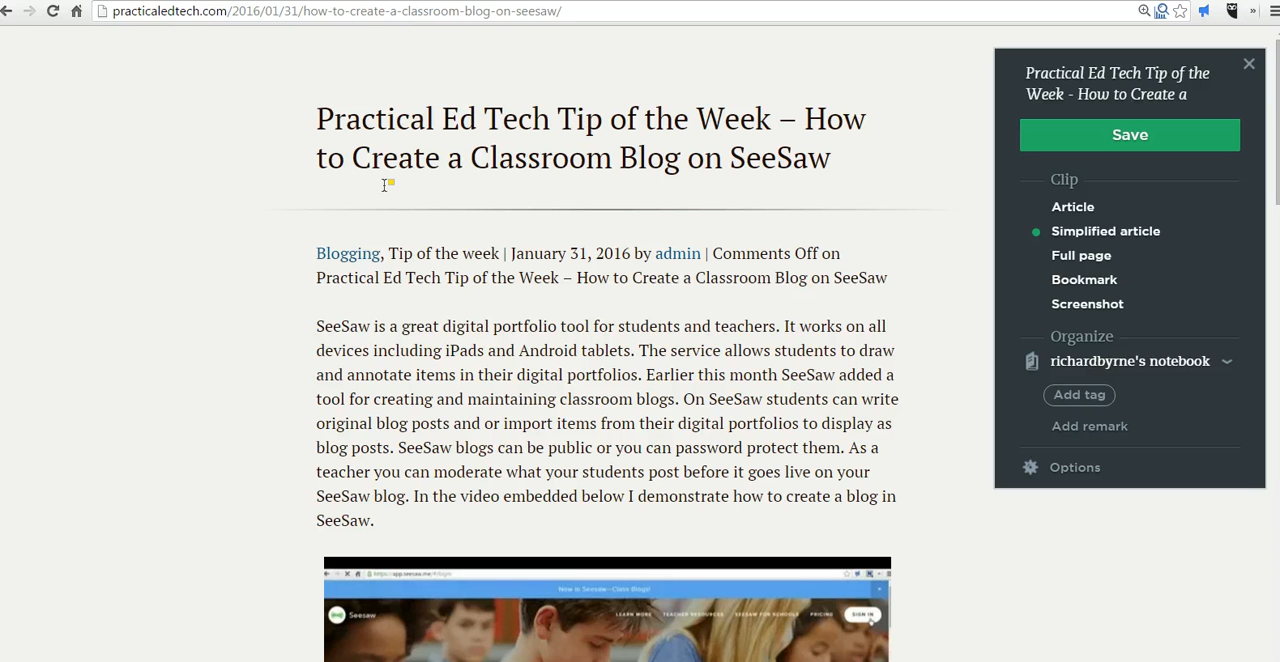 practicaledtech.com/2016/01/31/how-to-create-a-classroom-blog-on-seesaw/
Practical Ed Tech Tip of the Week – How
to Create a Classroom Blog on SeeSaw
Blogging, Tip of the week | January 31, 2016 by admin | Comments Off on
Practical Ed Tech Tip of the Week – How to Create a Classroom Blog on SeeSaw
SeeSaw is a great digital portfolio tool for students and teachers. It works on all
devices including iPads and Android tablets. The service allows students to draw
and annotate items in their digital portfolios. Earlier this month SeeSaw added a
tool for creating and maintaining classroom blogs. On SeeSaw students can write
original blog posts and or import items from their digital portfolios to display as
blog posts. SeeSaw blogs can be public or you can password protect them. As a
teacher you can moderate what your students post before it goes live on your
SeeSaw blog. In the video embedded below I demonstrate how to create a blog in
SeeSaw.
https://app.seesaw.me/#/login
New in Seesaw—Class Blogs!
Seesaw LEARN MORE TEACHER RESOURCES SEESAW FOR SCHOOLS PRICING SIGN IN
Practical Ed Tech Tip of the
Week - How to Create a
Save
Clip
Article
Simplified article
Full page
Bookmark
Screenshot
Organize
richardbyrne's notebook
Add tag
Add remark
Options